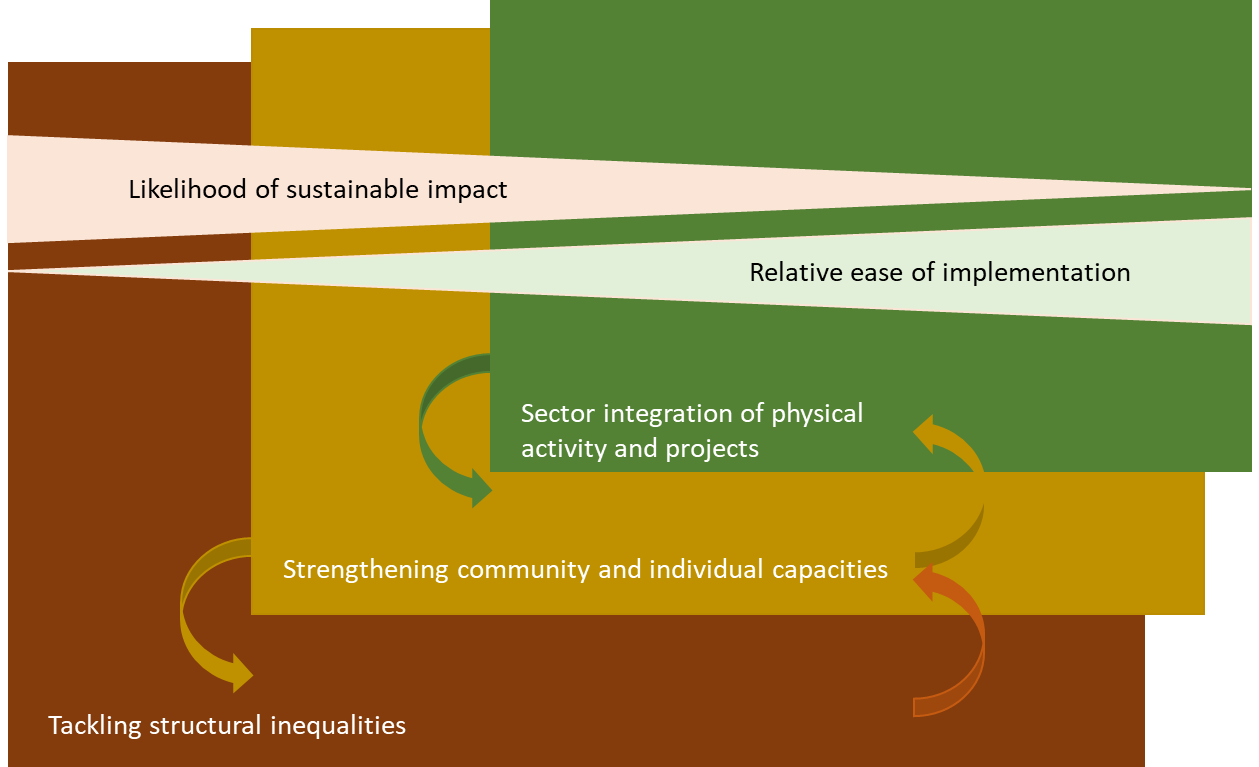 Likelihood of sustainable impact
Relative ease of implementation
Sector integration of physical
activity and projects
Strengthening community and individual capacities
Tackling structural inequalities